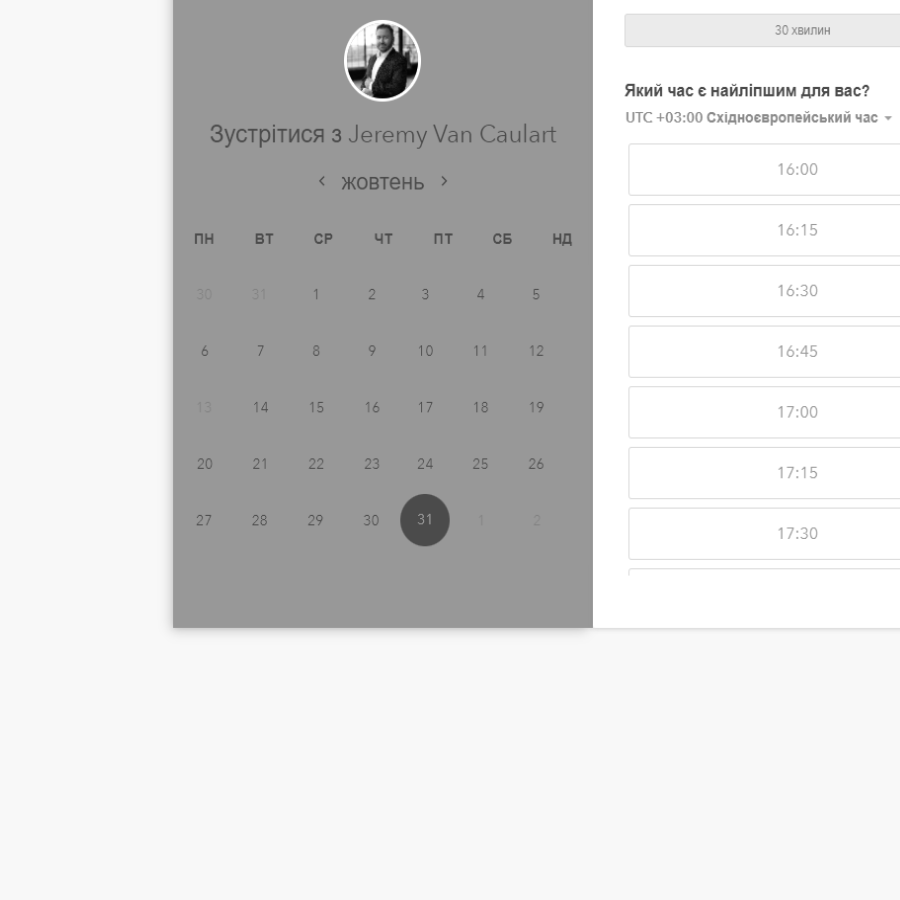 Зустрітися з Jeremy Van Caulart
жовтень
ПН ВТ СР ЧТ ПТ СБ НД
30 31 1 2 3 4 5
6 7 8 9 10 11 12
13 14 15 16 17 18 19
20 21 22 23 24 25 26
27 28 29 30 31 1 2
30 хвилин
Який час є найліпшим для вас?
UTC +03:00 Східноєвропейський час
16:00
16:15
16:30
16:45
17:00
17:15
17:30